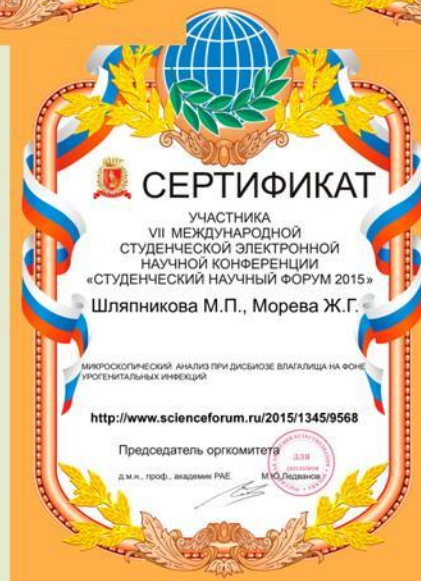 СЕРТИФИКАТ
УЧАСТНИКА
VII МЕЖДУНАРОДНОЙ
СТУДЕНЧЕСКОЙ ЭЛЕКТРОННОЙ
НАУЧНОЙ КОНФЕРЕНЦИИ
«СТУДЕНЧЕСКИЙ НАУЧНЫЙ ФОРУМ 2015»
Шляпникова М.П., Морева Ж.Г.
МИКРОСКОПИЧЕСКИЙ АНАЛИЗ ПРИ ДИСБИОЗЕ ВЛАГАЛИЩА НА ФОНЕ
УРОГЕНИТАЛЬНЫХ ИНФЕКЦИЙ
http://www.scienceforum.ru/2015/1345/9568
Председатель оргкомитета
д.м.н., проф., академик РАЕ М.Ю.Ледванов
ДЛЯ